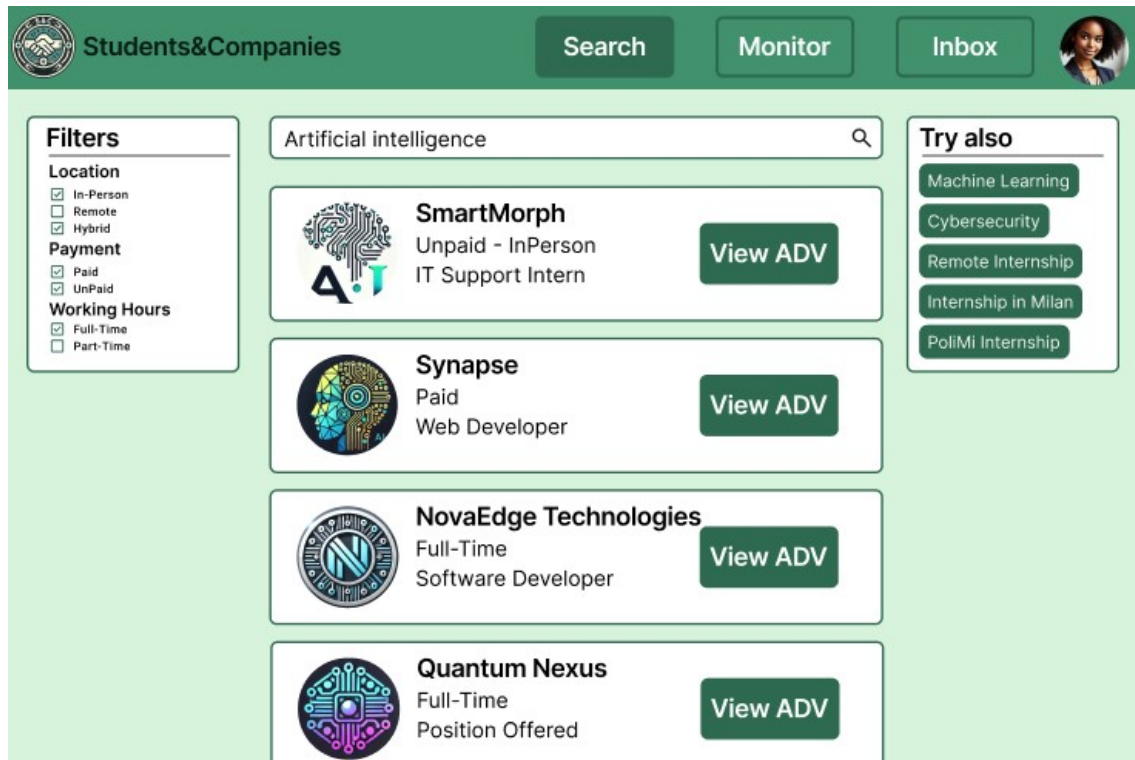 Students&Companies
Search
Monitor
Inbox
Filters
Location
In-Person
Remote
Hybrid
Payment
Paid
UnPaid
Working Hours
Full-Time
Part-Time
Artificial intelligence
SmartMorph
Unpaid - InPerson
IT Support Intern
View ADV
Synapse
Paid
Web Developer
View ADV
NovaEdge Technologies
Full-Time
Software Developer
View ADV
Quantum Nexus
Full-Time
Position Offered
View ADV
Try also
Machine Learning
Cybersecurity
Remote Internship
Internship in Milan
PoliMi Internship